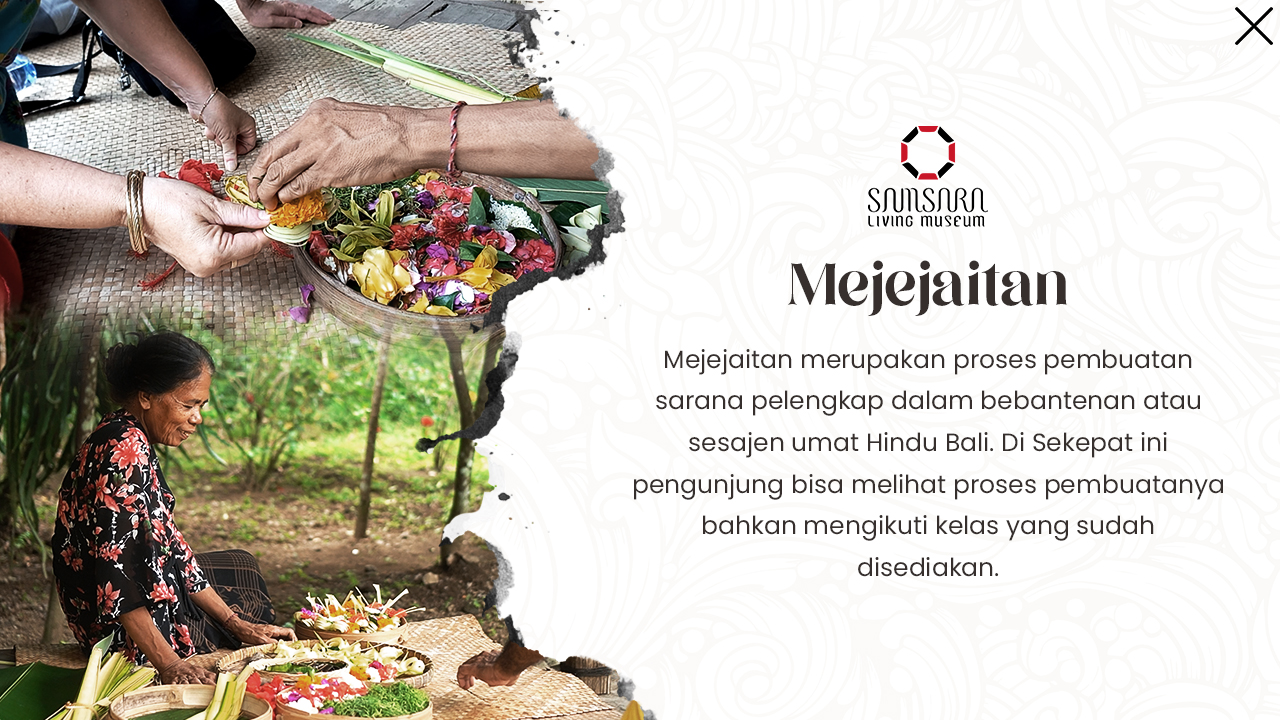 SAMSARA
LIVING MUSEUM
Mejejaitan
Mejejaitan merupakan proses pembuatan
sarana pelengkap dalam bebantenan atau
sesajen umat Hindu Bali. Di Sekepat ini
pengunjung bisa melihat proses pembuatanya
bahkan mengikuti kelas yang sudah
disediakan.